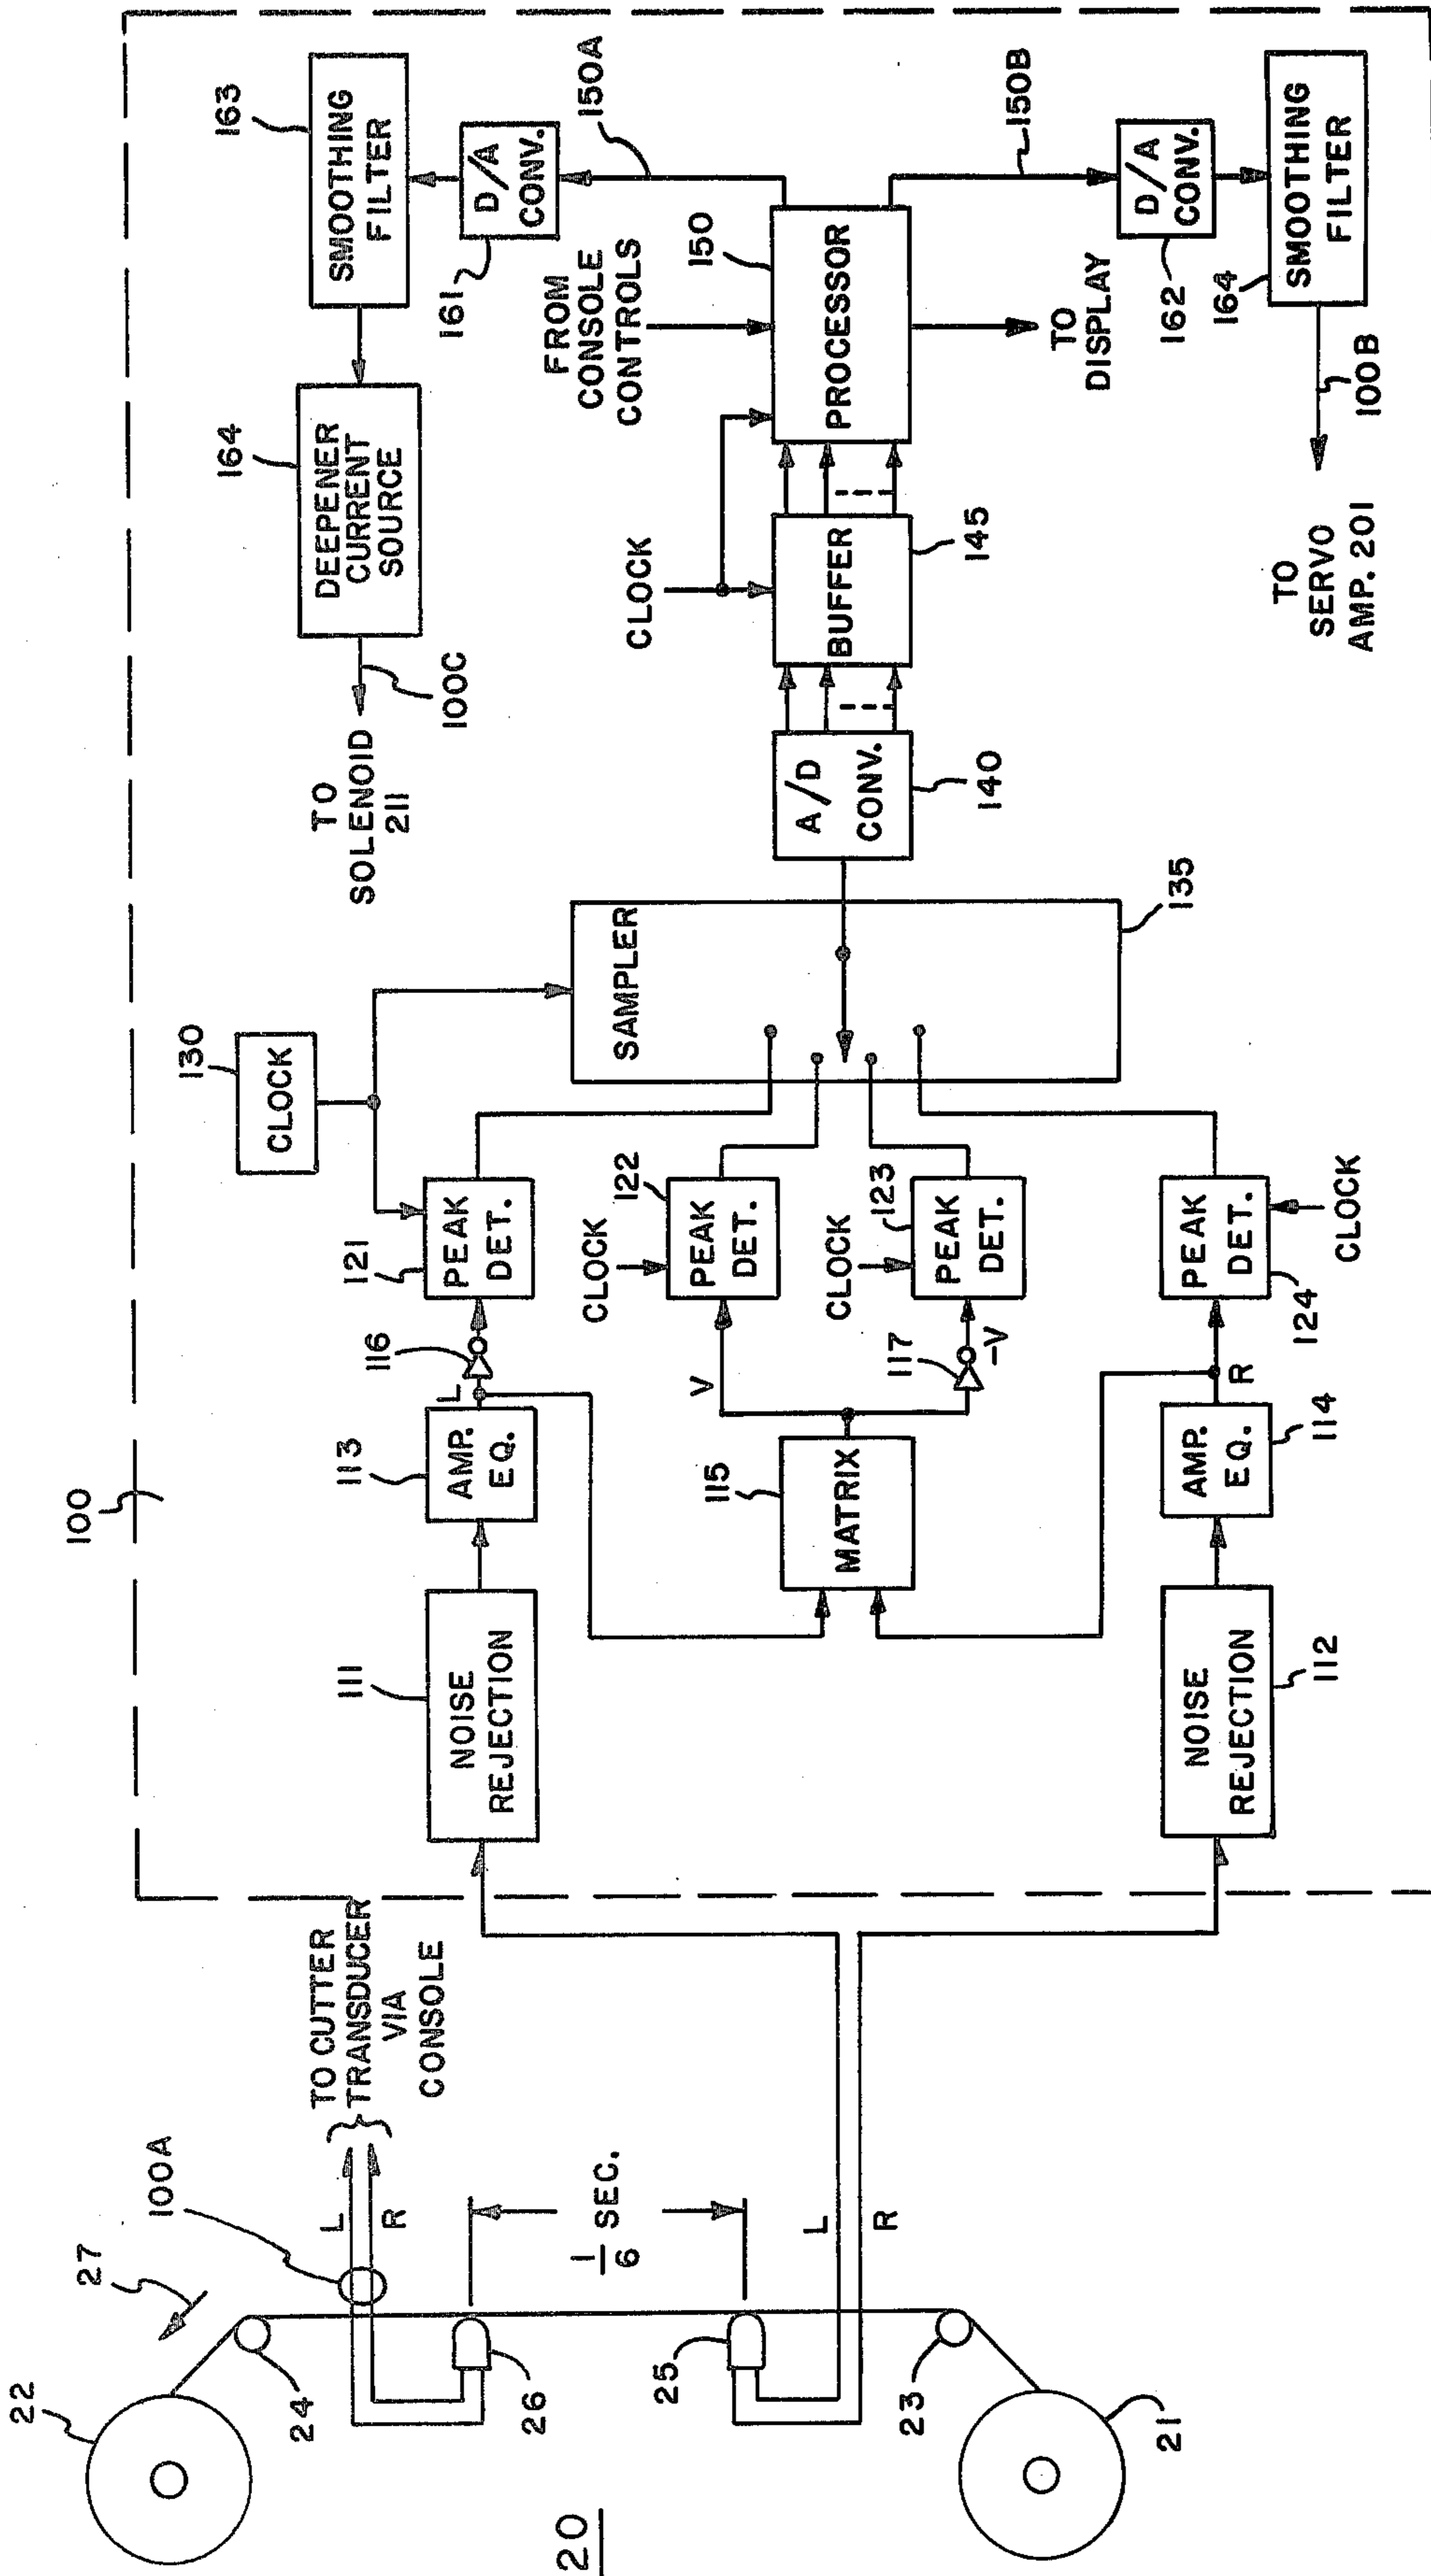 20
22
27
24
21
23
25
26
1/6 SEC.
100A
L
R
TO CUTTER
TRANSDUCER
VIA
CONSOLE
L
R
100
111
NOISE
REJECTION
113
AMP.
EQ.
L
116
121
PEAK
DET.
130
CLOCK
115
MATRIX
V
117
-V
CLOCK
122
PEAK
DET.
CLOCK
123
PEAK
DET.
112
NOISE
REJECTION
114
AMP.
EQ.
R
124
PEAK
DET.
CLOCK
SAMPLER
135
A/D
CONV.
140
CLOCK
BUFFER
145
FROM
CONSOLE
CONTROLS
150
PROCESSOR
TO
DISPLAY
150A
161
D/A
CONV.
163
SMOOTHING
FILTER
164
DEEPENER
CURRENT
SOURCE
100C
TO
SOLENOID
211
150B
162
D/A
CONV.
164
SMOOTHING
FILTER
100B
TO
SERVO
AMP. 201